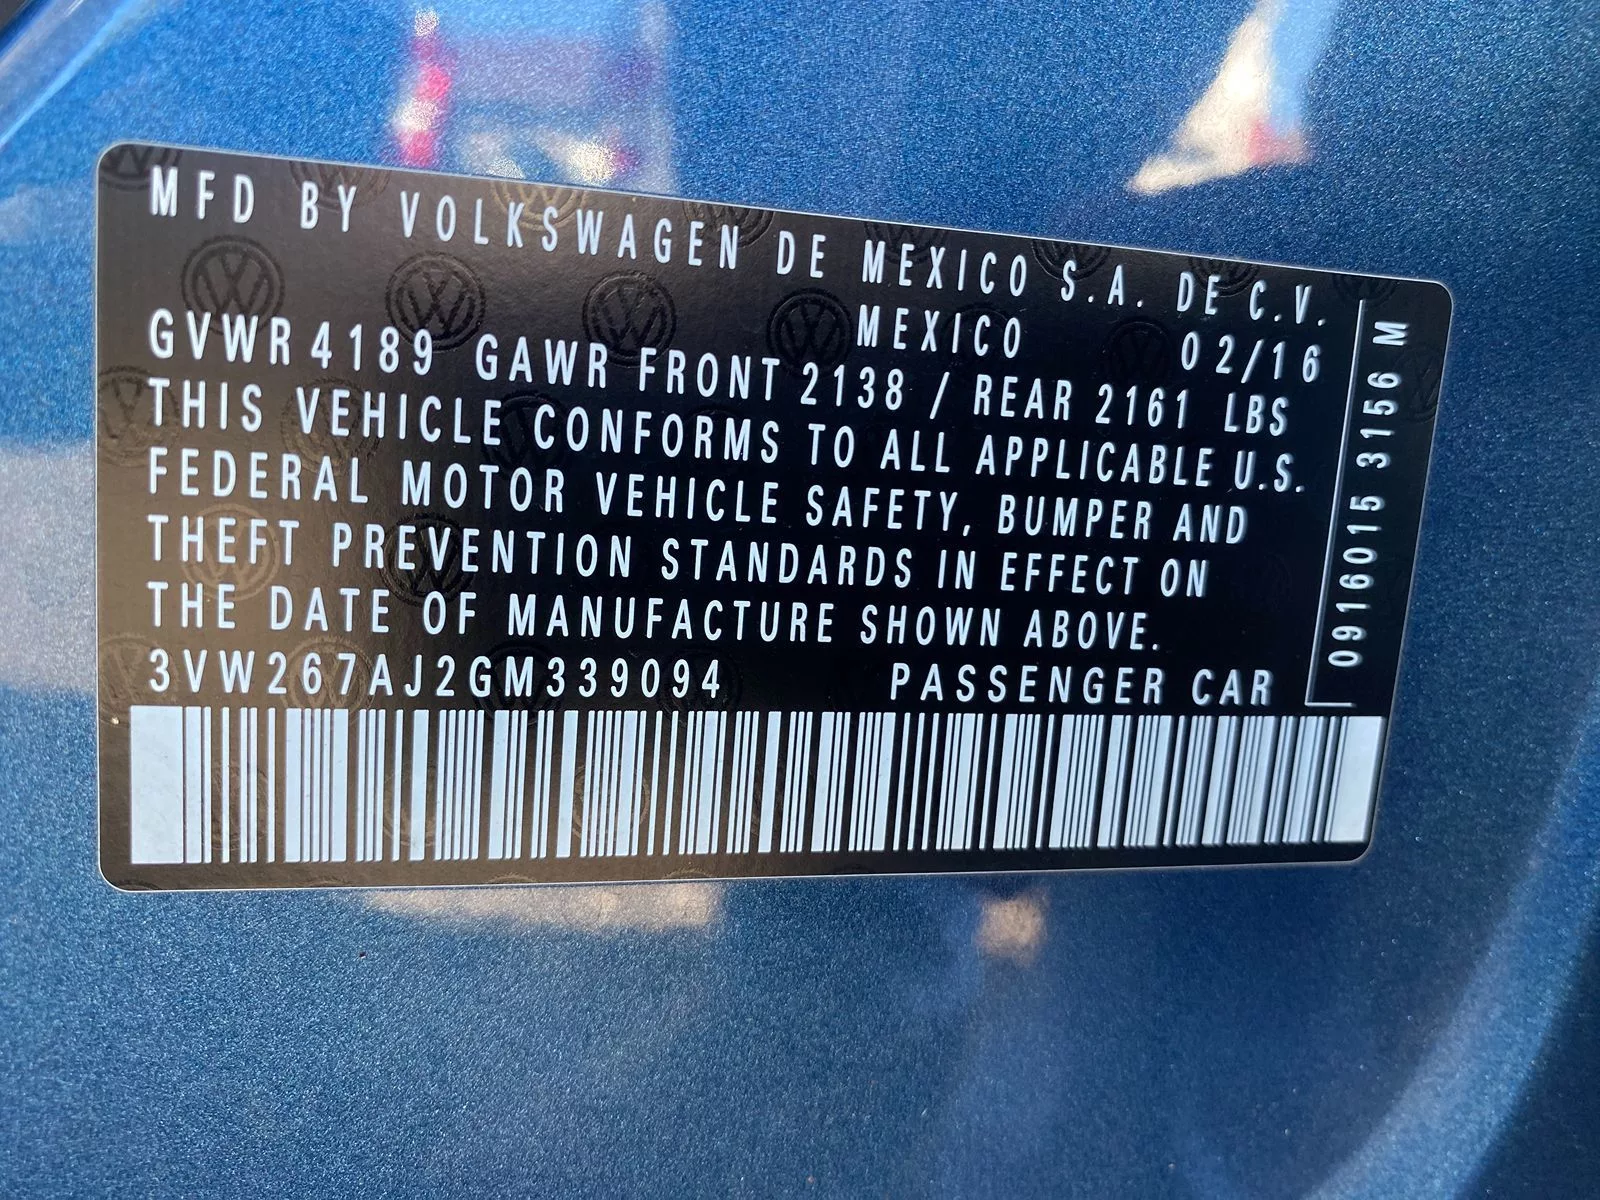 MFD BY VOLKSWAGEN DE MEXICO S.A. DE C.V.
MEXICO 02/16
GVWR 4189 GAWR FRONT 2138 / REAR 2161 LBS
THIS VEHICLE CONFORMS TO ALL APPLICABLE U.S.
FEDERAL MOTOR VEHICLE SAFETY, BUMPER AND
THEFT PREVENTION STANDARDS IN EFFECT ON
THE DATE OF MANUFACTURE SHOWN ABOVE.
3VW267AJ2GM339094 PASSENGER CAR
0916015 3156 M